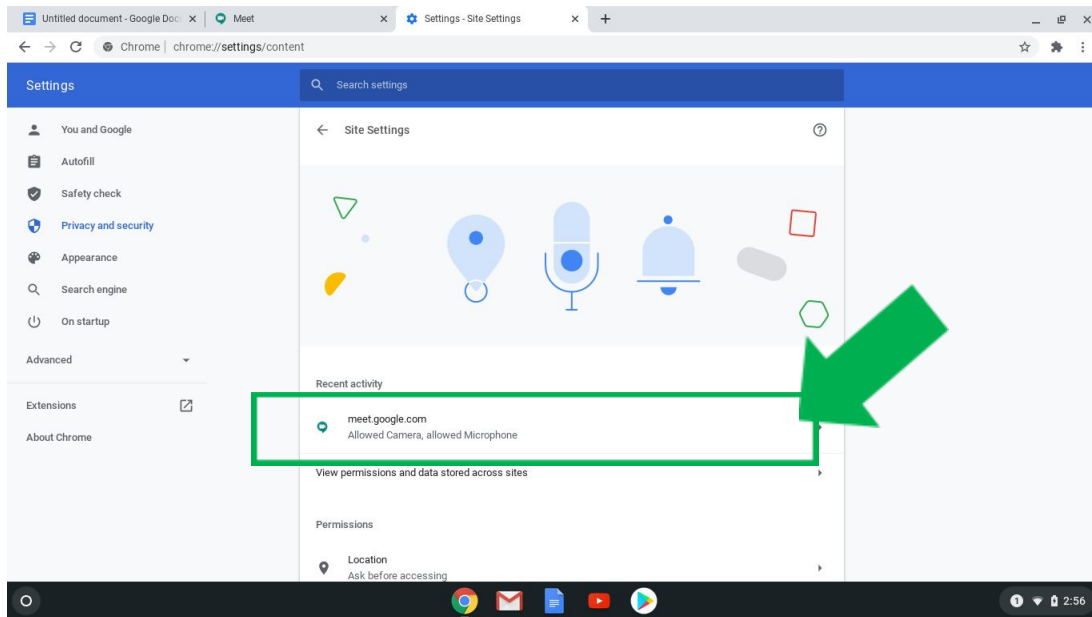 Untitled document - Google Doc
Meet
Settings - Site Settings
Chrome | chrome://settings/content
Settings
Search settings
You and Google
Autofill
Safety check
Privacy and security
Appearance
Search engine
On startup
Advanced
Extensions
About Chrome
Site Settings
Recent activity
meet.google.com
Allowed Camera, allowed Microphone
View permissions and data stored across sites
Permissions
Location
Ask before accessing
1 2:56